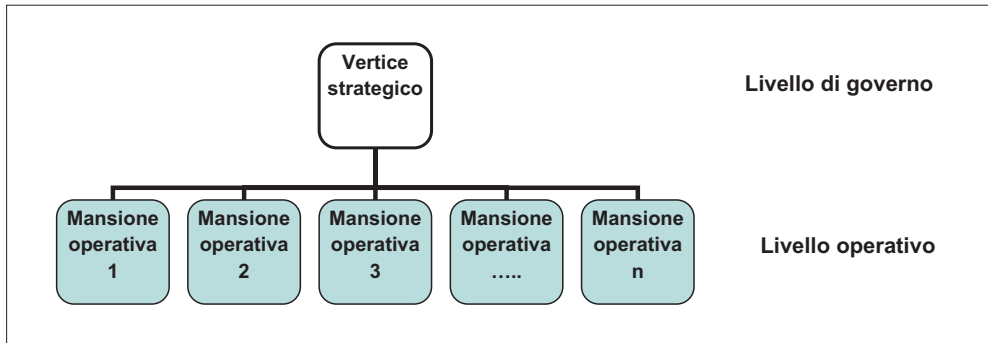 Vertice
strategico
Livello di governo
Mansione
operativa
1
Mansione
operativa
2
Mansione
operativa
3
Mansione
operativa
.....
Mansione
operativa
n
Livello operativo